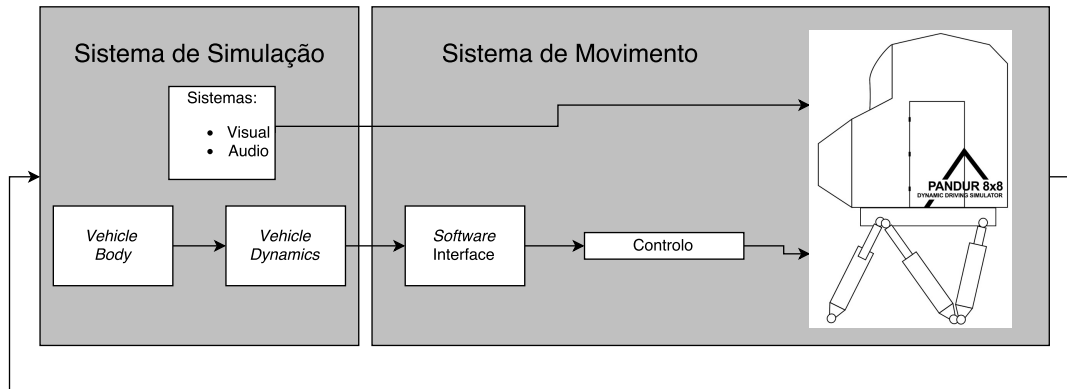 Sistema de Simulação
Sistema de Movimento
Sistemas:
• Visual
• Audio
Vehicle
Body
Vehicle
Dynamics
Software
Interface
Controlo
PANDUR 8x8
DYNAMIC DRIVING SIMULATOR